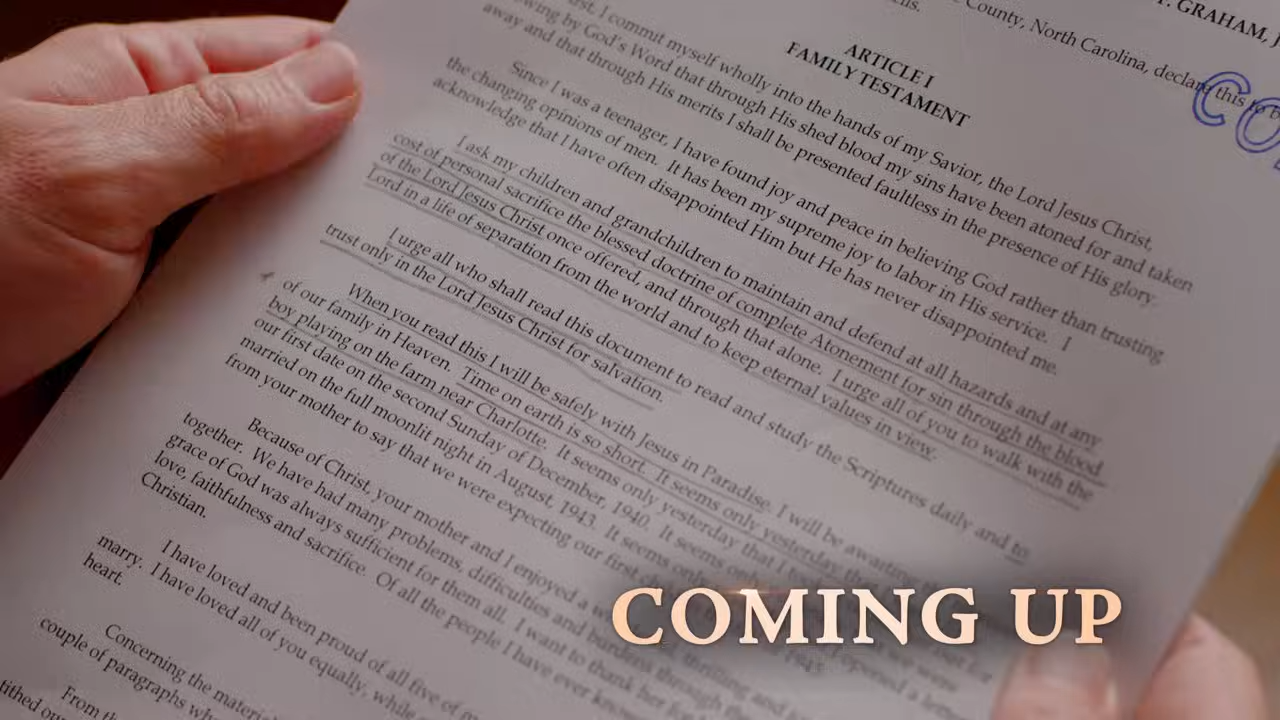 T. GRAHAM, J
County, North Carolina, declare this to b
CO
ARTICLE I
FAMILY TESTAMENT
first, I commit myself wholly into the hands of my Savior, the Lord Jesus Christ,
by God's Word that through His shed blood my sins have been atoned for and taken
away and that through His merits I shall be presented faultless in the presence of His glory.
Since I was a teenager, I have found joy and peace in believing God rather than trusting
the changing opinions of men. It has been my supreme joy to labor in His service. I
acknowledge that I have often disappointed Him but He has never disappointed me.
I ask my children and grandchildren to maintain and defend at all hazards and at any
cost of personal sacrifice the blessed doctrine of complete Atonement for sin through the blood
of the Lord Jesus Christ once offered, and through that alone. I urge all of you to walk with the
Lord in a life of separation from the world and to keep eternal values in view.
I urge all who shall read this document to read and study the Scriptures daily and to
trust only in the Lord Jesus Christ for salvation.
When you read this I will be safely with Jesus in Paradise. I will be awaiting the
of our family in Heaven. Time on earth is so short. It seems only yesterday that I
boy playing on the farm near Charlotte. It seems only yesterday
our first date on the second Sunday of December, 1940. It seems only
married on the full moonlit night in August, 1943. It seems
from your mother to say that we were expecting our first
Because of Christ, your mother and I enjoyed a
together. We have had many problems, difficulties and burdens
grace of God was always sufficient for them all. I want to thank her for
love, faithfulness and sacrifice. Of all the people I have ever
Christian.
I have loved and been proud of all five of
marry. I have loved all of you equally, while
heart.
Concerning the material
couple of paragraphs
From
COMING UP